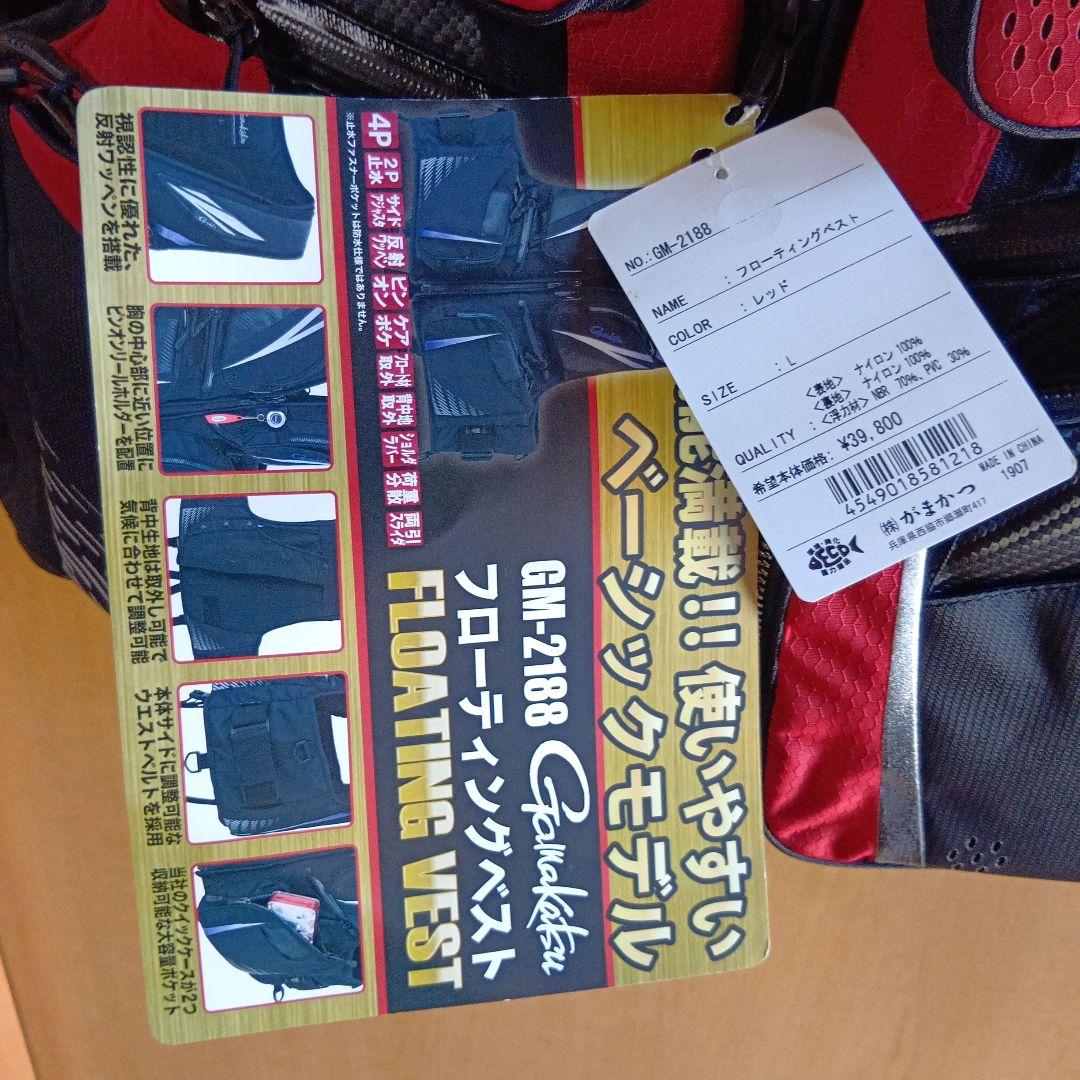 機能満載!! 使いやすい
ベーシックモデル
Gamakatsu
GM-2188
フローティングベスト
FLOATING VEST
4P
2P
止水
サイド
アジャスタ
反射
ワッペン
ピン
オン
ケア
ポケ
フロート材
取外
背中地
取外
ショルダ
ラバー
荷重
分散
両引
スライダ
※止水ファスナーポケットは防水仕様ではありません。
視認性に優れた、
反射ワッペンを搭載
胸の中心部に近い位置に
ピンオンリールホルダーを配置
背中生地は取外し可能で
気候に合わせて調整可能
本体サイドに調整可能な
ウエストベルトを採用
当社のクイックケースが2つ
収納可能な大容量ポケット
NO.:GM-2188
NAME : フローティングベスト
COLOR : レッド
SIZE : L
QUALITY : <表地> ナイロン 100%
<裏地> ナイロン 100%
<浮力材> NBR 70%、PVC 30%
希望本体価格: ¥39,800
4549018581218
MADE IN CHINA
1907
(株) がまかつ
兵庫県西脇市郷瀬町417